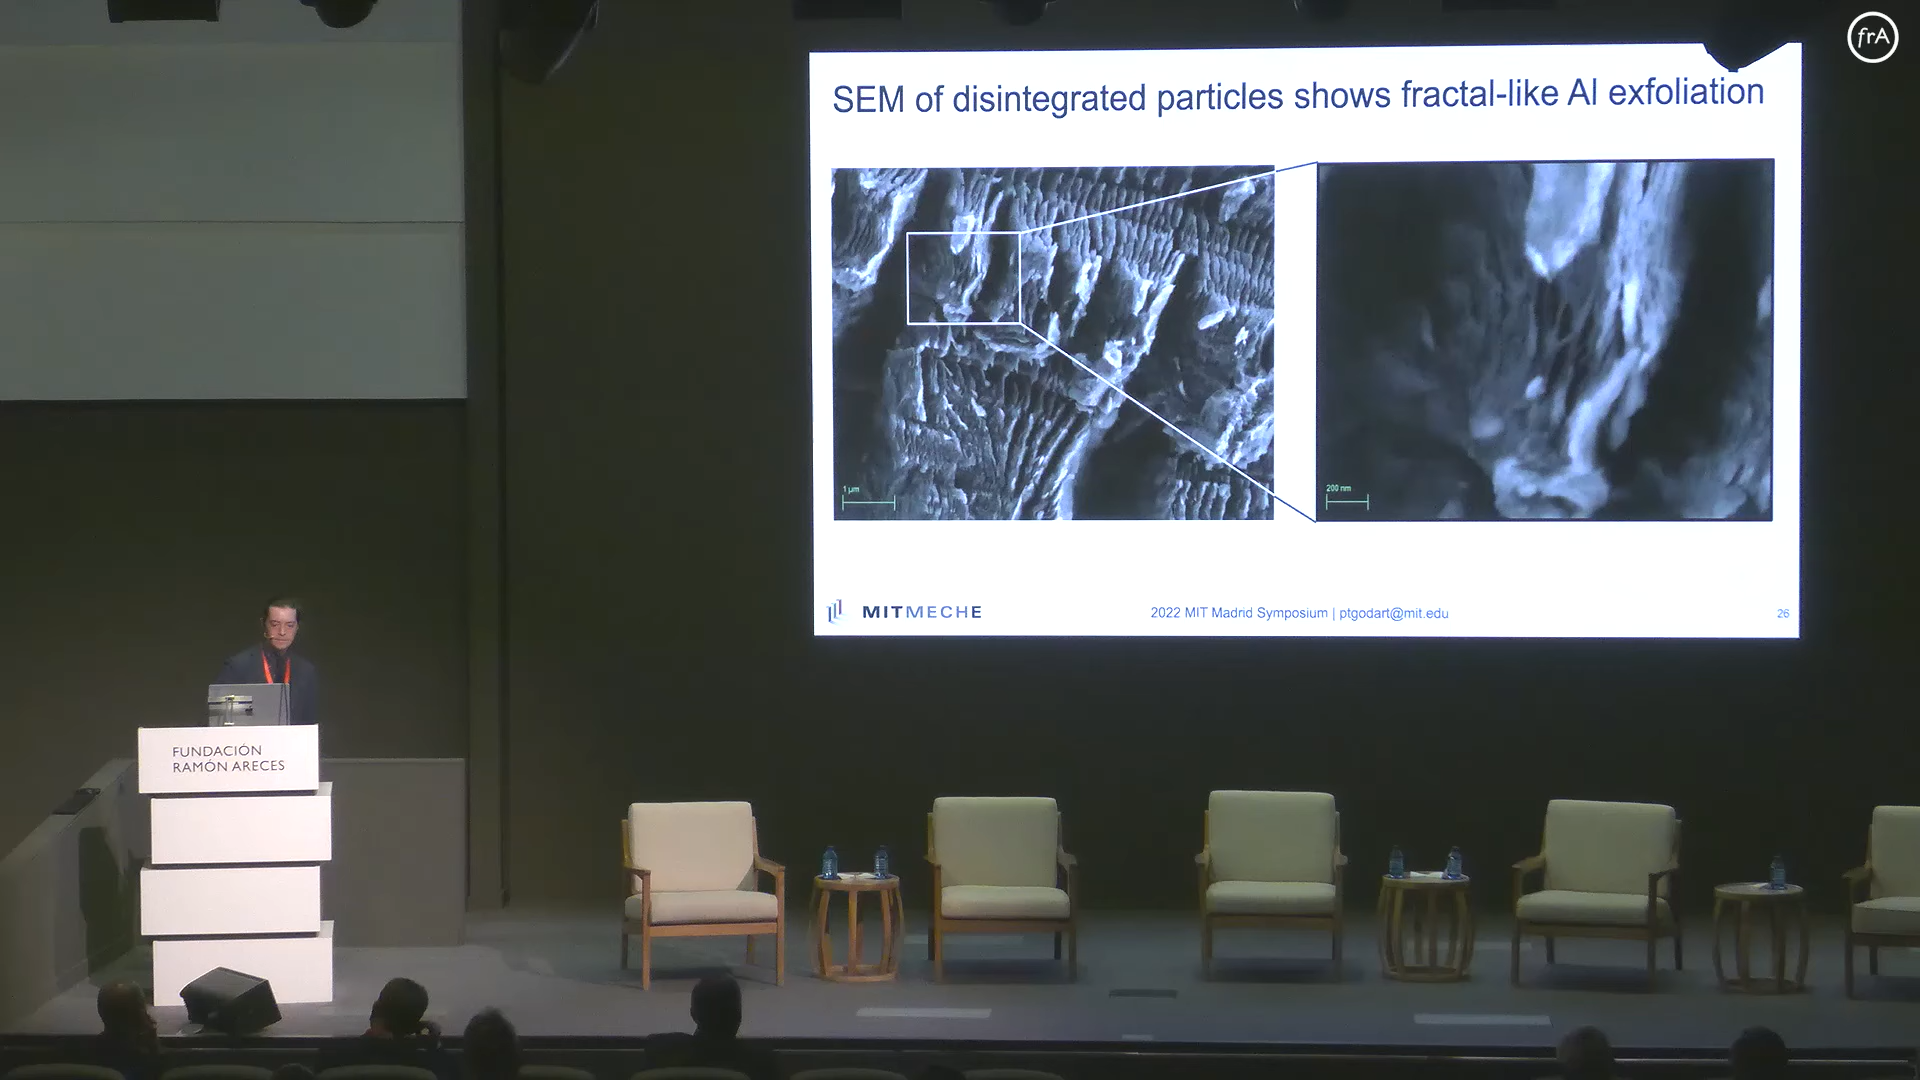 frA
SEM of disintegrated particles shows fractal-like Al exfoliation
1 µm
200 nm
MITMECHE
2022 MIT Madrid Symposium | ptgodart@mit.edu
26
FUNDACIÓN
RAMÓN ARECES